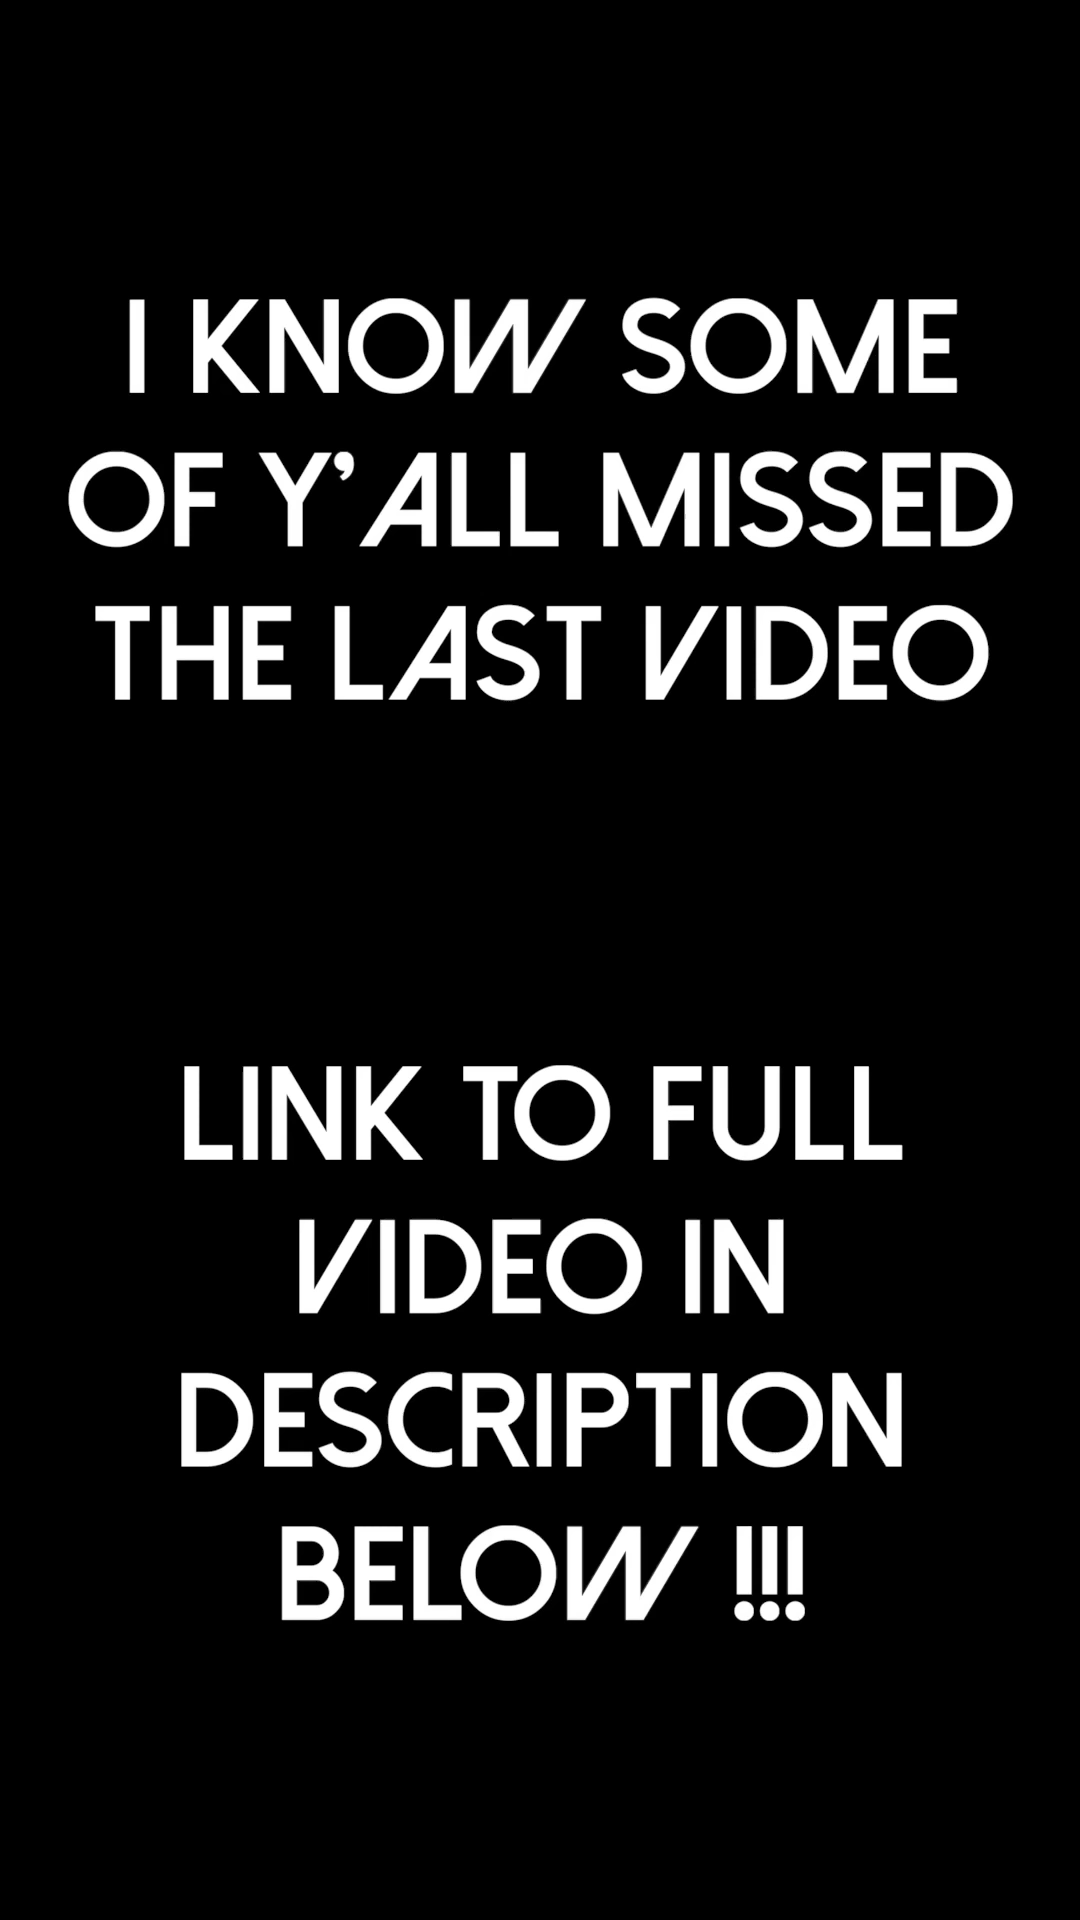 I KNOW SOME
OF Y’ALL MISSED
THE LAST VIDEO
LINK TO FULL
VIDEO IN
DESCRIPTION
BELOW !!!